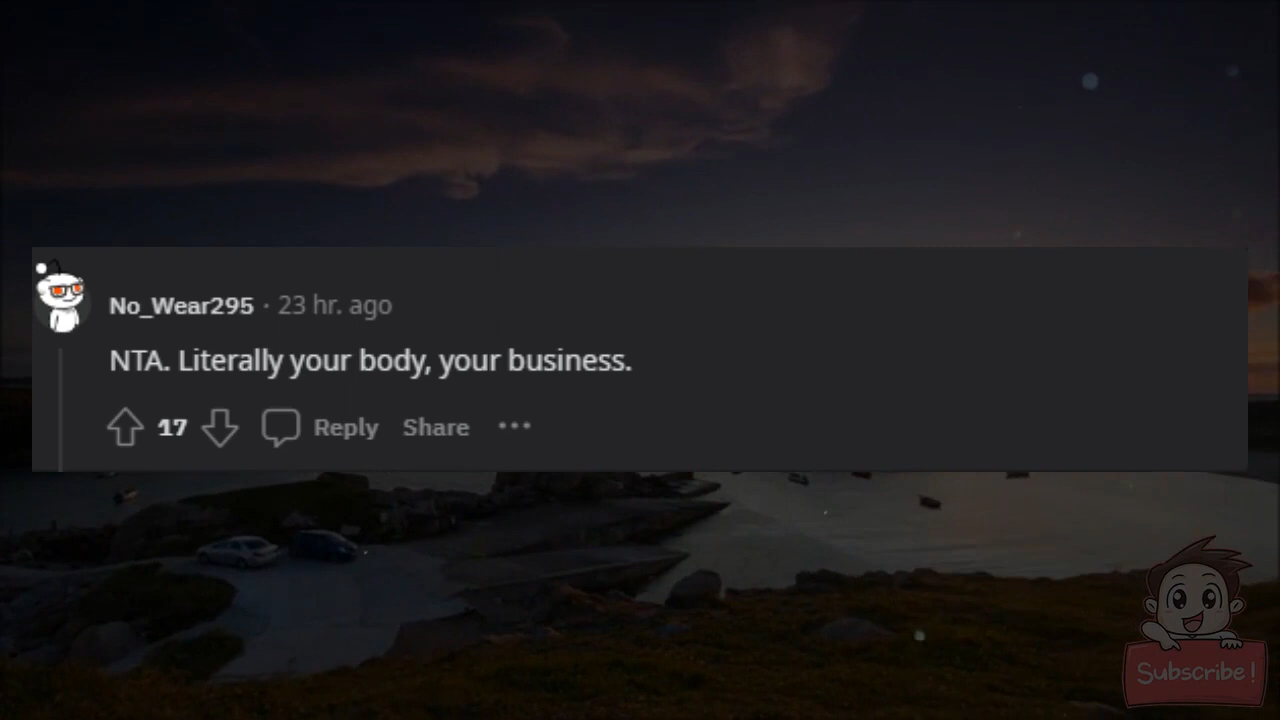 No_Wear295 · 23 hr. ago
NTA. Literally your body, your business.
17 Reply Share ···
Subscribe!